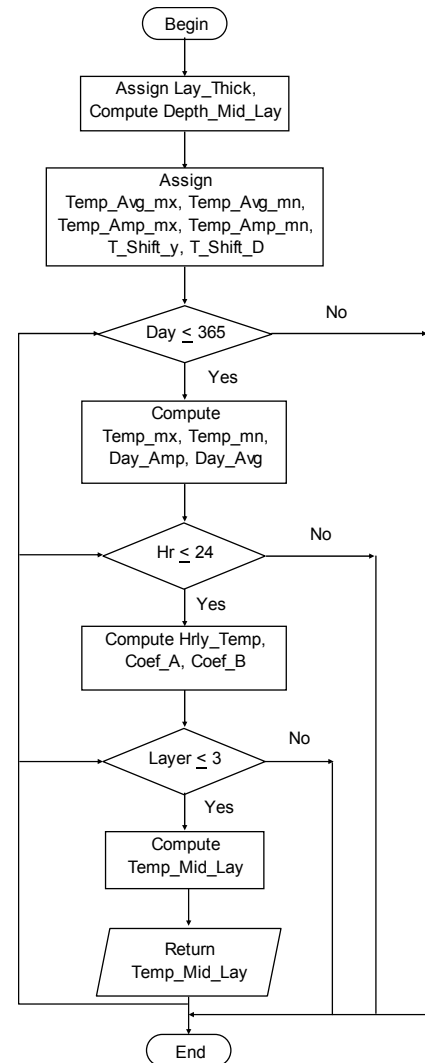 Begin
Assign Lay_Thick,
Compute Depth_Mid_Lay
Assign
Temp_Avg_mx, Temp_Avg_mn,
Temp_Amp_mx, Temp_Amp_mn,
T_Shift_y, T_Shift_D
Day ≤ 365
No
Yes
Compute
Temp_mx, Temp_mn,
Day_Amp, Day_Avg
Hr ≤ 24
No
Yes
Compute Hrly_Temp,
Coef_A, Coef_B
Layer ≤ 3
No
Yes
Compute
Temp_Mid_Lay
Return
Temp_Mid_Lay
End